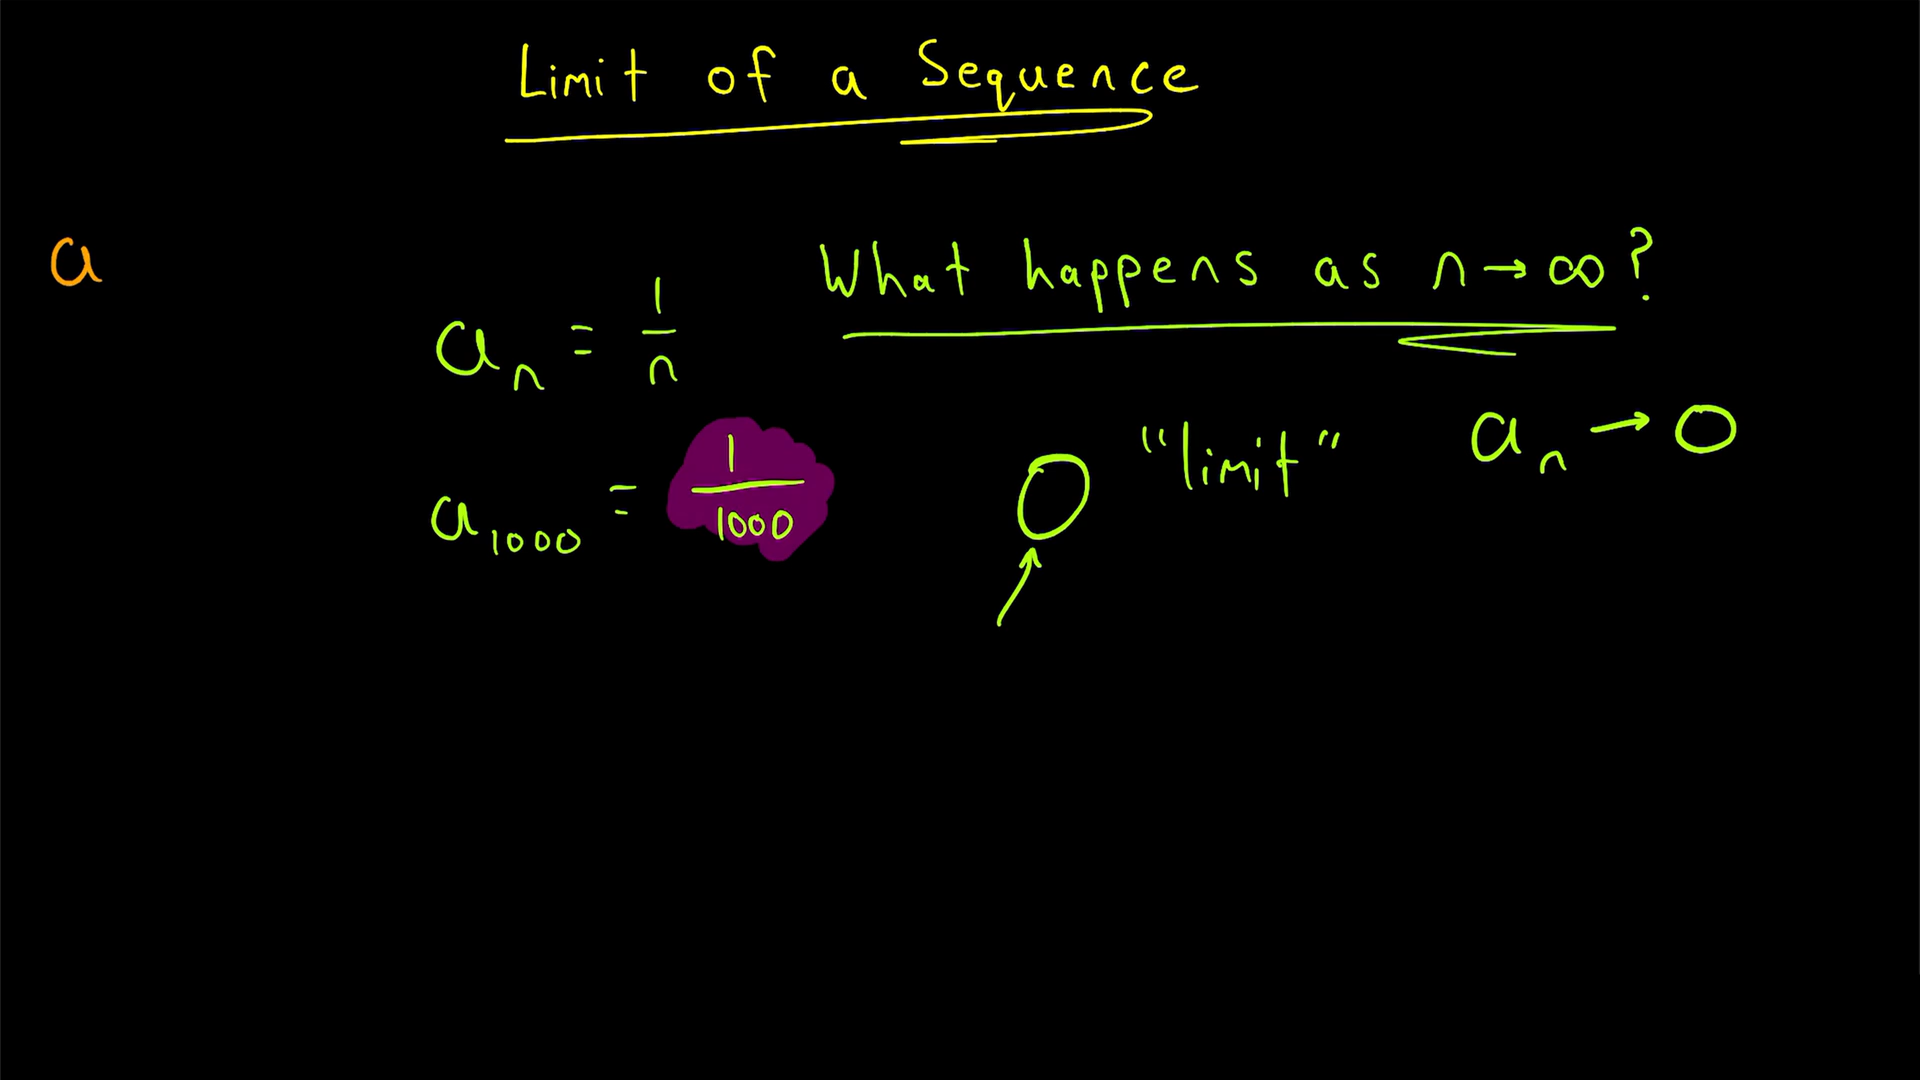 Limit of a Sequence
a
What happens as n→∞?
aₙ = 1/n
aₙ → 0
"limit"
a₁₀₀₀ = 1/1000
0